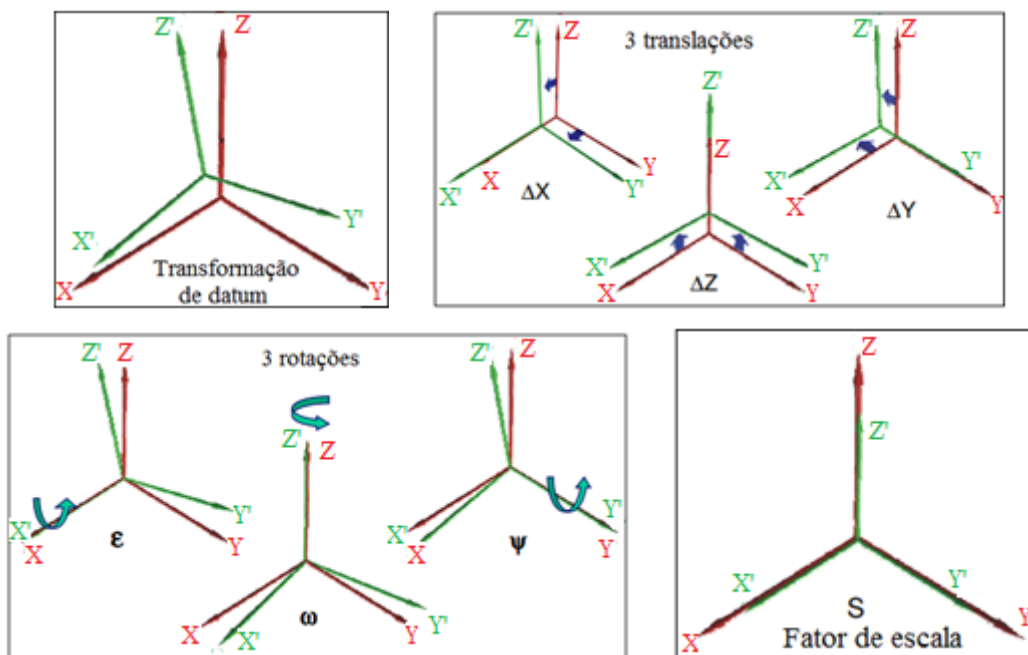 Z' Z
X' Y'
X Y
Transformação
de datum
3 translações
Z' Z
X' X Y' Y
ΔX
Z'
Z
X' Y'
X Y
ΔZ
Z' Z
X' Y'
X Y
ΔY
3 rotações
Z' Z
X' Y'
X Y
ε
Z' Z
X Y Y'
X'
ω
Z' Z
X' Y'
X Y
ψ
Z
Z'
X' Y'
X Y
S
Fator de escala